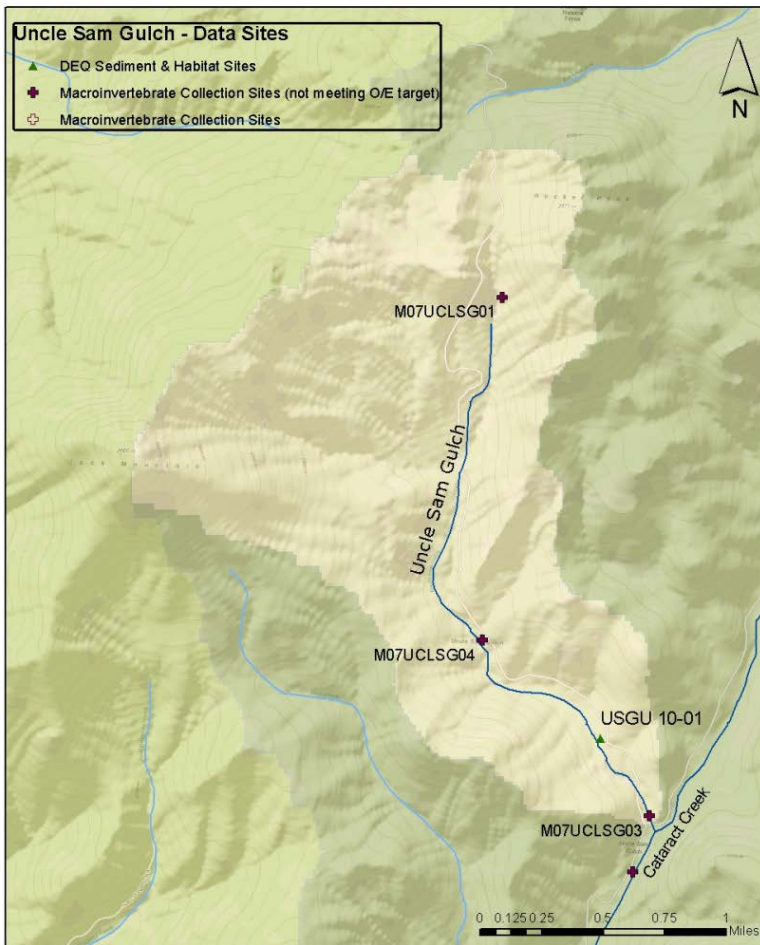 Uncle Sam Gulch - Data Sites
DEQ Sediment & Habitat Sites
Macroinvertebrate Collection Sites (not meeting O/E target)
Macroinvertebrate Collection Sites
N
M07UCLSG01
Uncle Sam Gulch
M07UCLSG04
USGU 10-01
M07UCLSG03
Cataract Creek
0 0.125 0.25 0.5 0.75 1
Miles